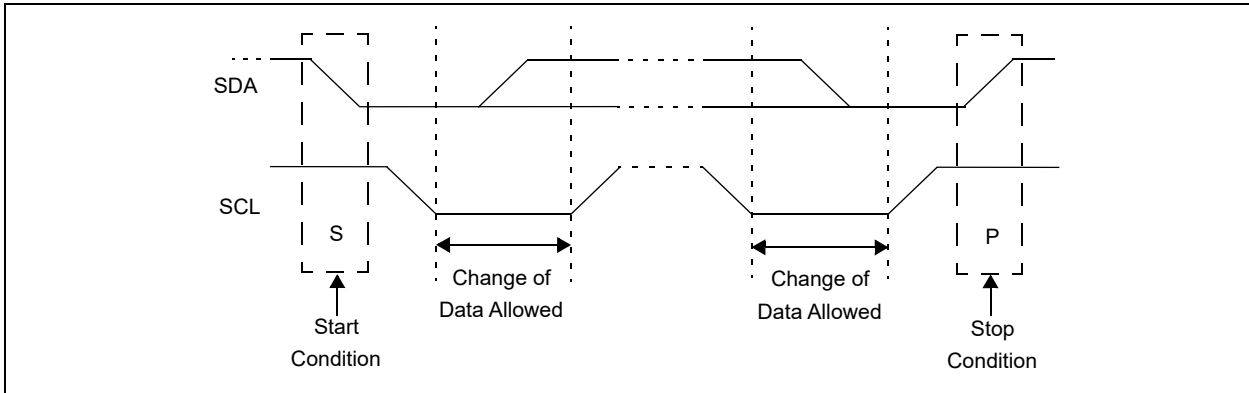 SDA
SCL
S
P
Change of
Data Allowed
Change of
Data Allowed
Start
Condition
Stop
Condition